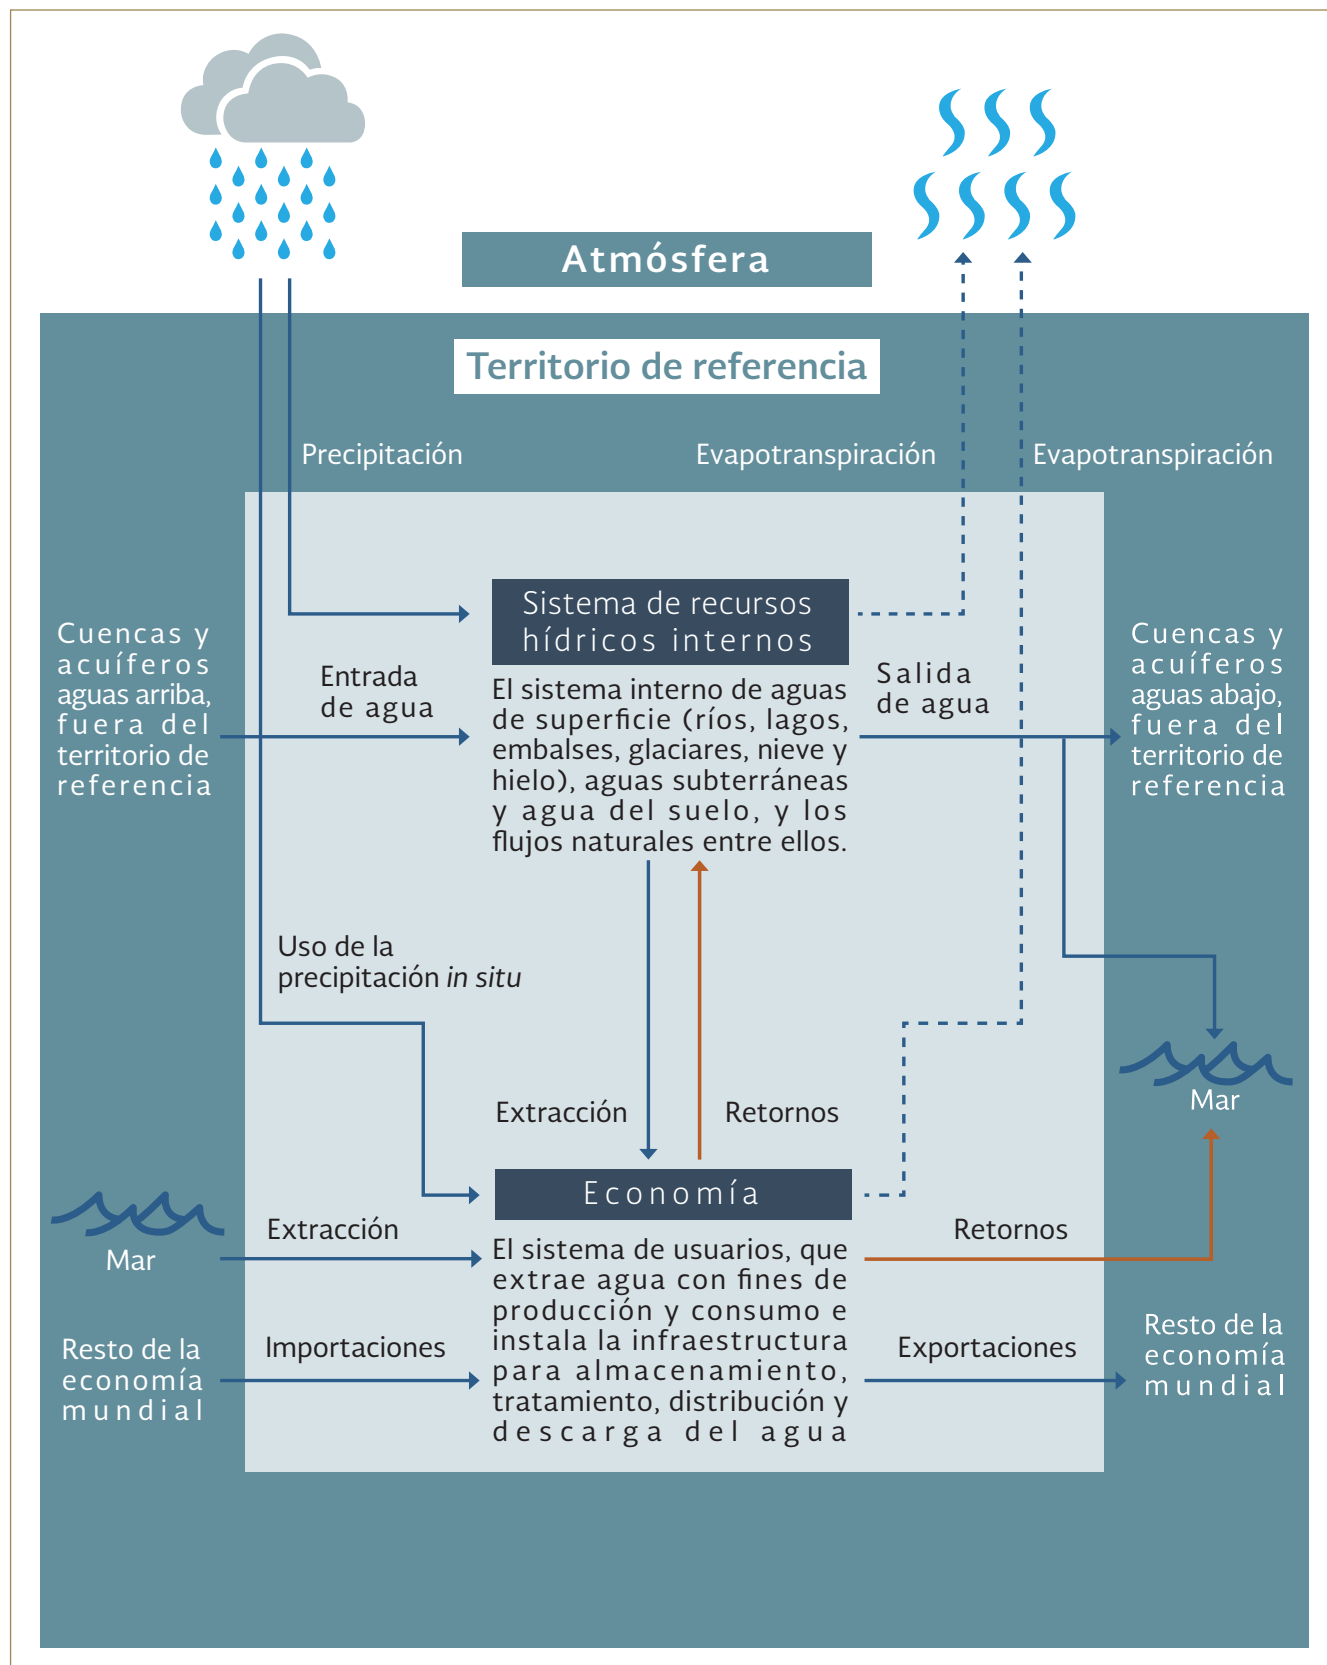 Atmósfera
Territorio de referencia
Precipitación
Evapotranspiración
Evapotranspiración
Cuencas y
acuíferos
aguas arriba,
fuera del
territorio de
referencia
Entrada
de agua
Sistema de recursos
hídricos internos
El sistema interno de aguas
de superficie (ríos, lagos,
embalses, glaciares, nieve y
hielo), aguas subterráneas
y agua del suelo, y los
flujos naturales entre ellos.
Salida
de agua
Cuencas y
acuíferos
aguas abajo,
fuera del
territorio de
referencia
Uso de la
precipitación in situ
Extracción
Retornos
Mar
Economía
Mar
Extracción
El sistema de usuarios, que
extrae agua con fines de
producción y consumo e
instala la infraestructura
para almacenamiento,
tratamiento, distribución y
descarga del agua
Retornos
Resto de la
economía
mundial
Importaciones
Exportaciones
Resto de la
economía
mundial